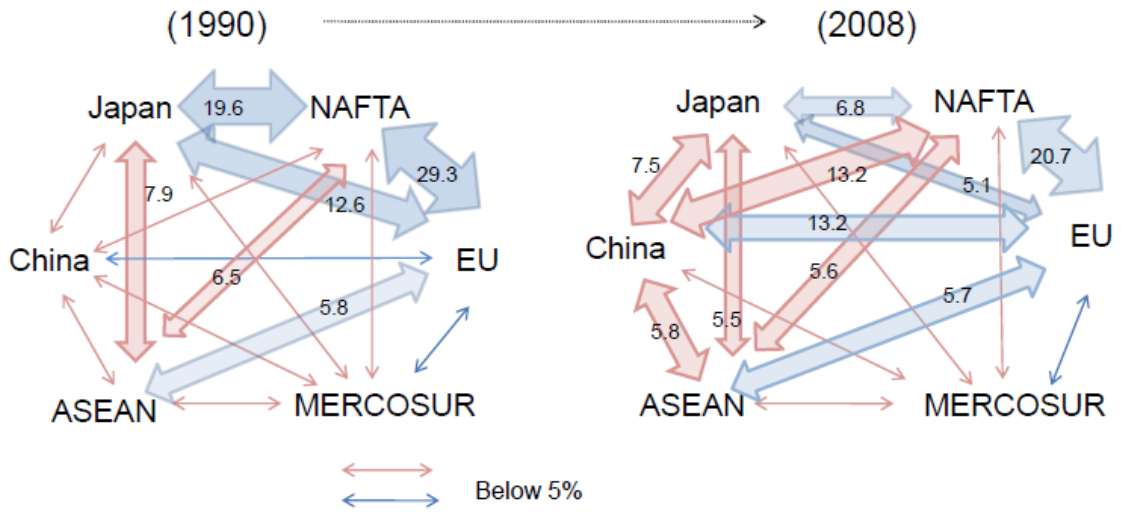 (1990)
(2008)
Japan
19.6
NAFTA
7.9
12.6
29.3
China
6.5
EU
5.8
ASEAN
MERCOSUR
Japan
6.8
NAFTA
7.5
13.2
5.1
20.7
China
13.2
EU
5.6
5.7
5.8
5.5
ASEAN
MERCOSUR
Below 5%